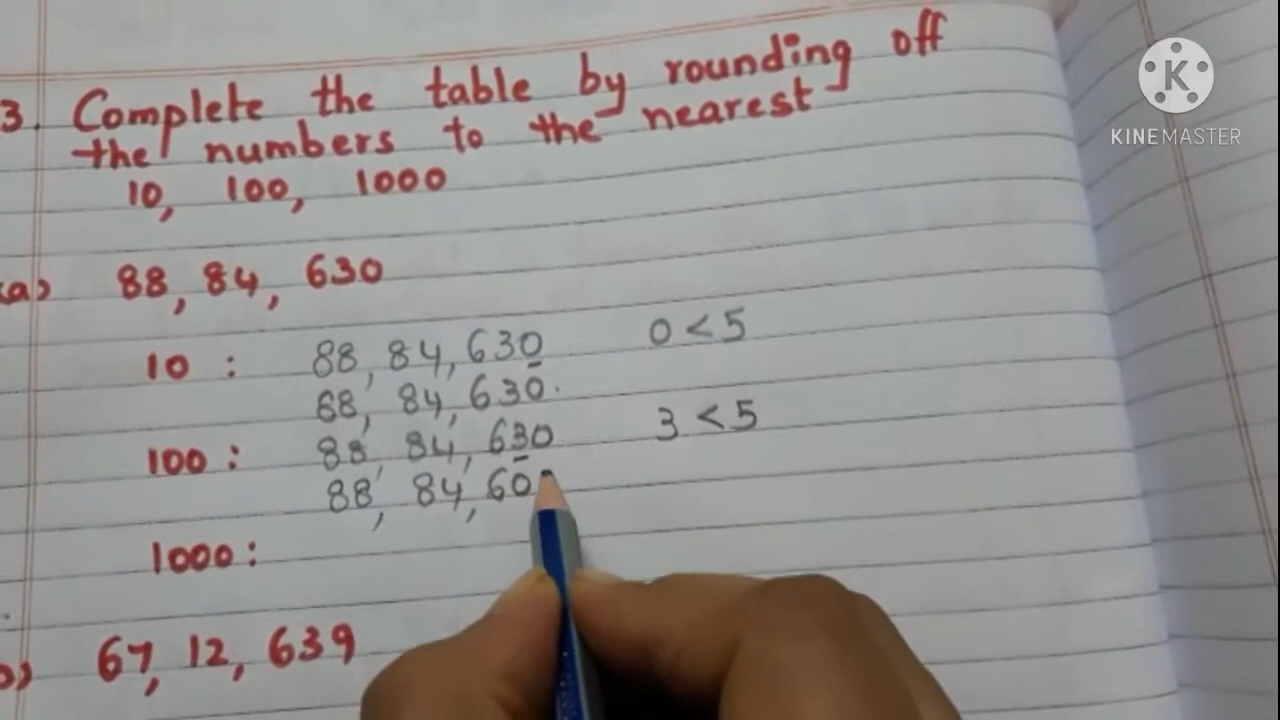 3. Complete the table by rounding off
the numbers to the nearest
10, 100, 1000
KINEMASTER
(a) 88, 84, 630
10 : 88, 84, 630 0 < 5
88, 84, 630.
100 : 88, 84, 630 3 < 5
88, 84, 60
1000 :
67, 12, 639